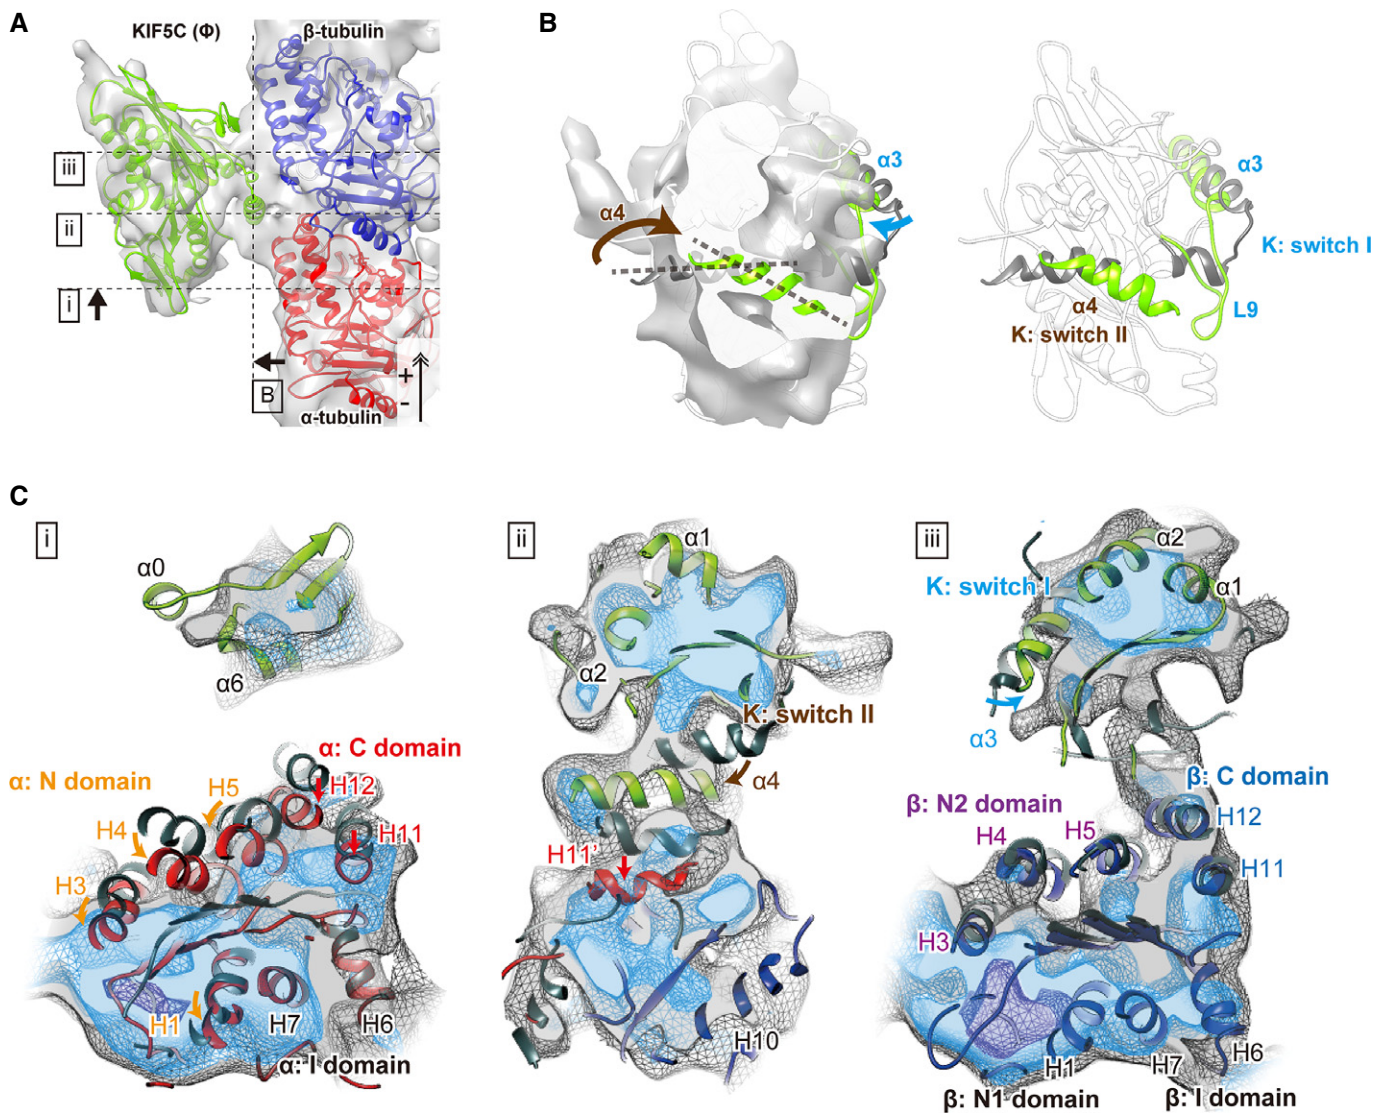 A
KIF5C (Φ)
β-tubulin
iii
ii
i
B
+
-
α-tubulin
B
α4
α3
α3
K: switch I
α4
L9
K: switch II
C
i
α0
α6
α: C domain
α: N domain
H5
H12
H4
H11
H3
H1
H7
H6
α: I domain
ii
α1
α2
K: switch II
α4
H11'
H10
iii
α2
K: switch I
α1
α3
β: C domain
β: N2 domain
H12
H4
H5
H11
H3
H1
H7
H6
β: N1 domain
β: I domain